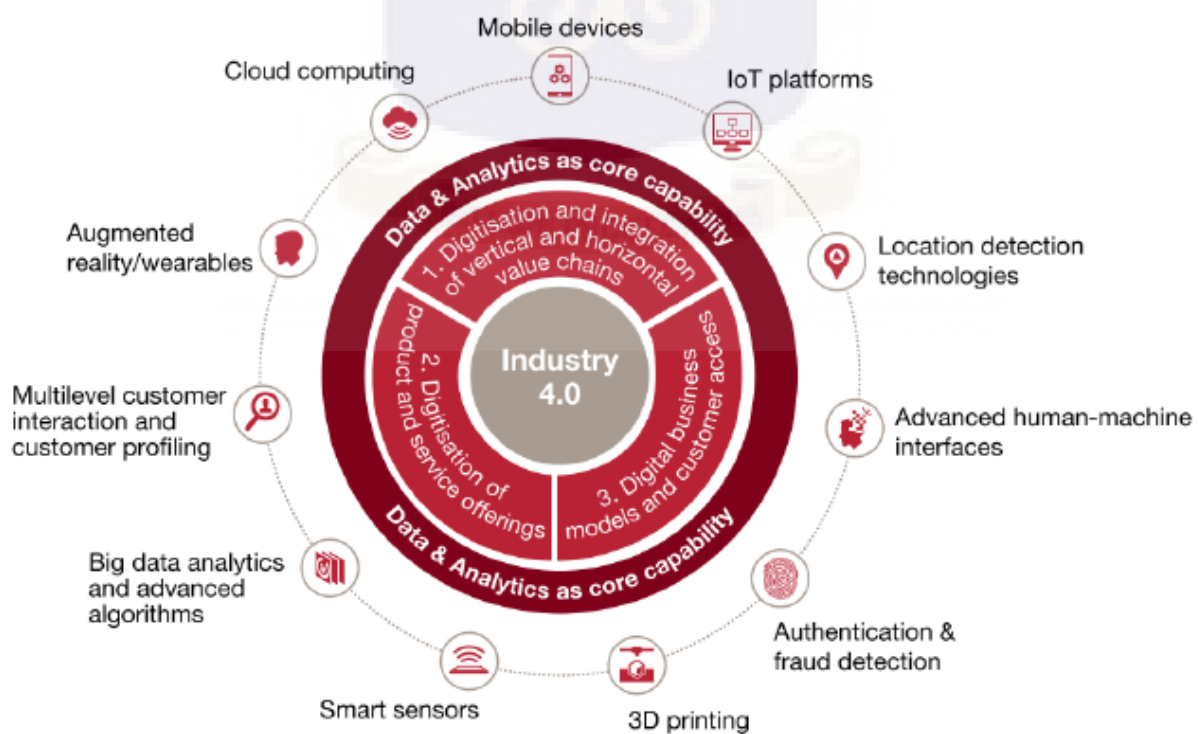 Mobile devices
Cloud computing
IoT platforms
Augmented
reality/wearables
Location detection
technologies
Multilevel customer
interaction and
customer profiling
Advanced human-machine
interfaces
Big data analytics
and advanced
algorithms
Authentication &
fraud detection
Smart sensors
3D printing
Data & Analytics as core capability
1. Digitisation and integration
of vertical and horizontal
value chains
2. Digitisation of
product and service offerings
3. Digital business
models and customer access
Industry
4.0
Data & Analytics as core capability